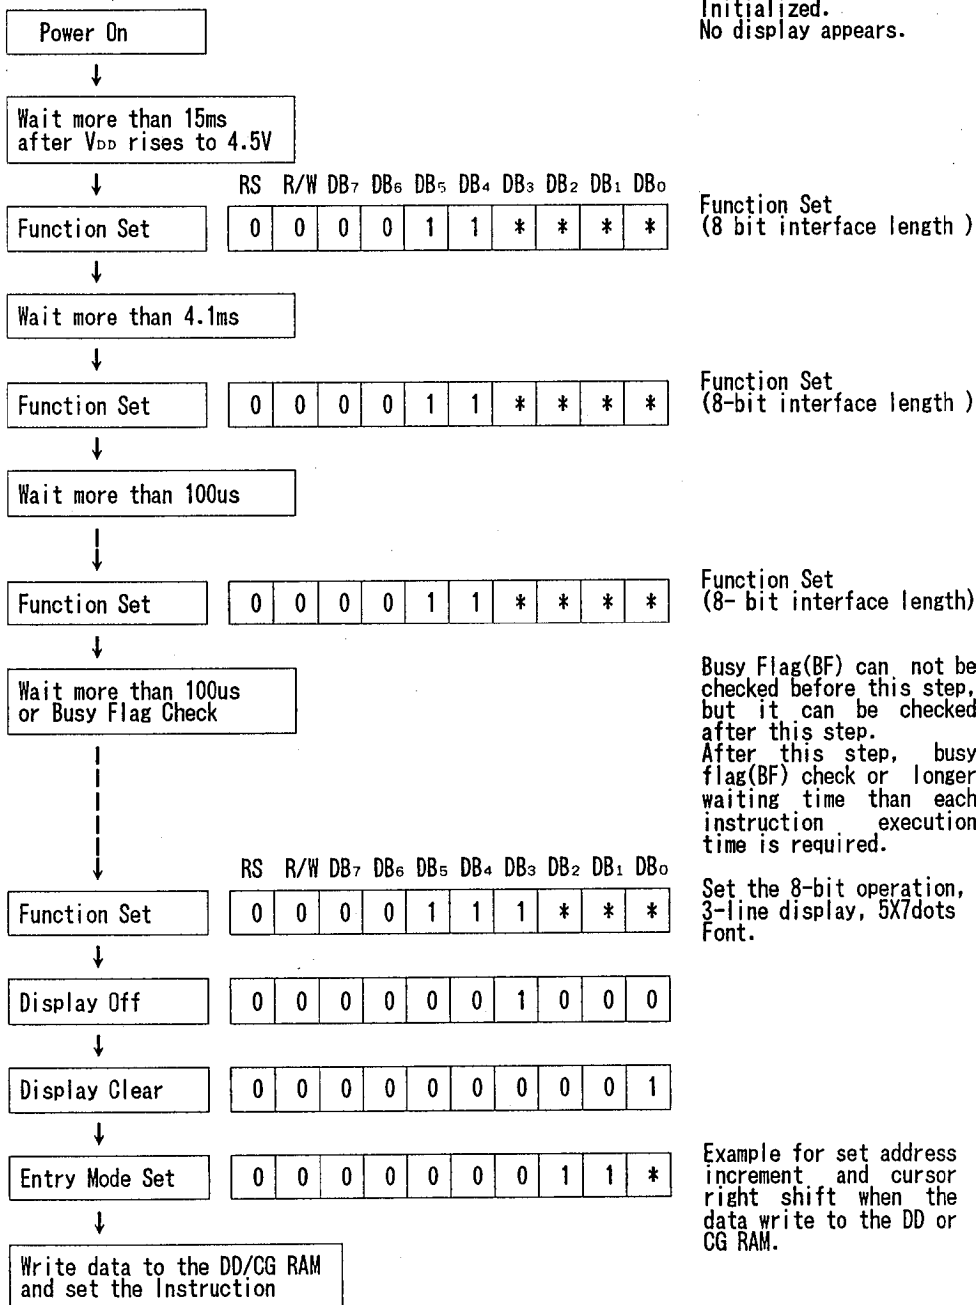 Initialized.
No display appears.
Power On
Wait more than 15ms
after VDD rises to 4.5V
RS R/W DB7 DB6 DB5 DB4 DB3 DB2 DB1 DB0
Function Set 0 0 0 0 1 1 * * * *
Function Set
(8 bit interface length )
Wait more than 4.1ms
Function Set 0 0 0 0 1 1 * * * *
Function Set
(8-bit interface length )
Wait more than 100us
Function Set 0 0 0 0 1 1 * * * *
Function Set
(8- bit interface length)
Wait more than 100us
or Busy Flag Check
Busy Flag(BF) can not be
checked before this step,
but it can be checked
after this step.
After this step, busy
flag(BF) check or longer
waiting time than each
instruction execution
time is required.
RS R/W DB7 DB6 DB5 DB4 DB3 DB2 DB1 DB0
Function Set 0 0 0 0 1 1 1 * * *
Set the 8-bit operation,
3-line display, 5X7dots
Font.
Display Off 0 0 0 0 0 0 1 0 0 0
Display Clear 0 0 0 0 0 0 0 0 0 1
Entry Mode Set 0 0 0 0 0 0 0 1 1 *
Example for set address
increment and cursor
right shift when the
data write to the DD or
CG RAM.
Write data to the DD/CG RAM
and set the Instruction